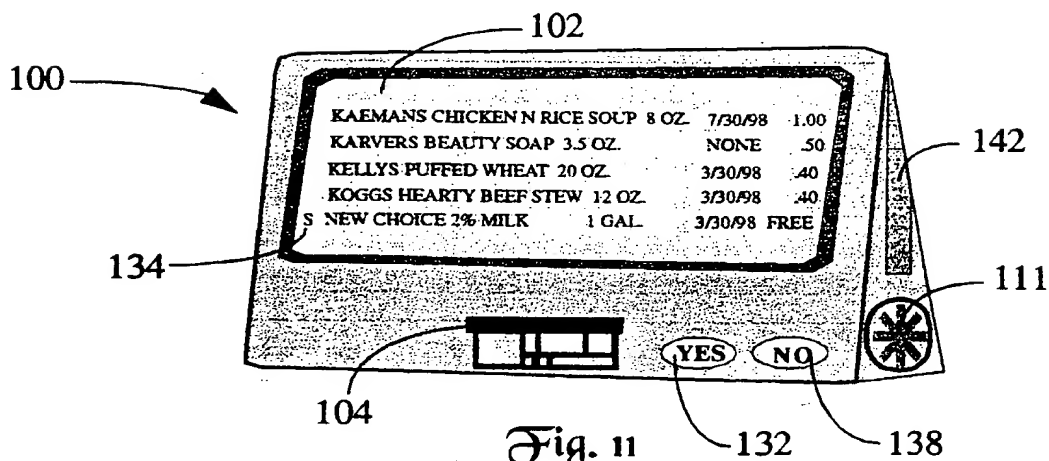 102
100
KAEMANS CHICKEN N RICE SOUP 8 OZ. 7/30/98 1.00
KARVERS BEAUTY SOAP 3.5 OZ. NONE .50
KELLYS PUFFED WHEAT 20 OZ. 3/30/98 .40
KOGGS HEARTY BEEF STEW 12 OZ. 3/30/98 .40
S NEW CHOICE 2% MILK 1 GAL. 3/30/98 FREE
142
134
111
YES NO
104
132
138
Fig. 11